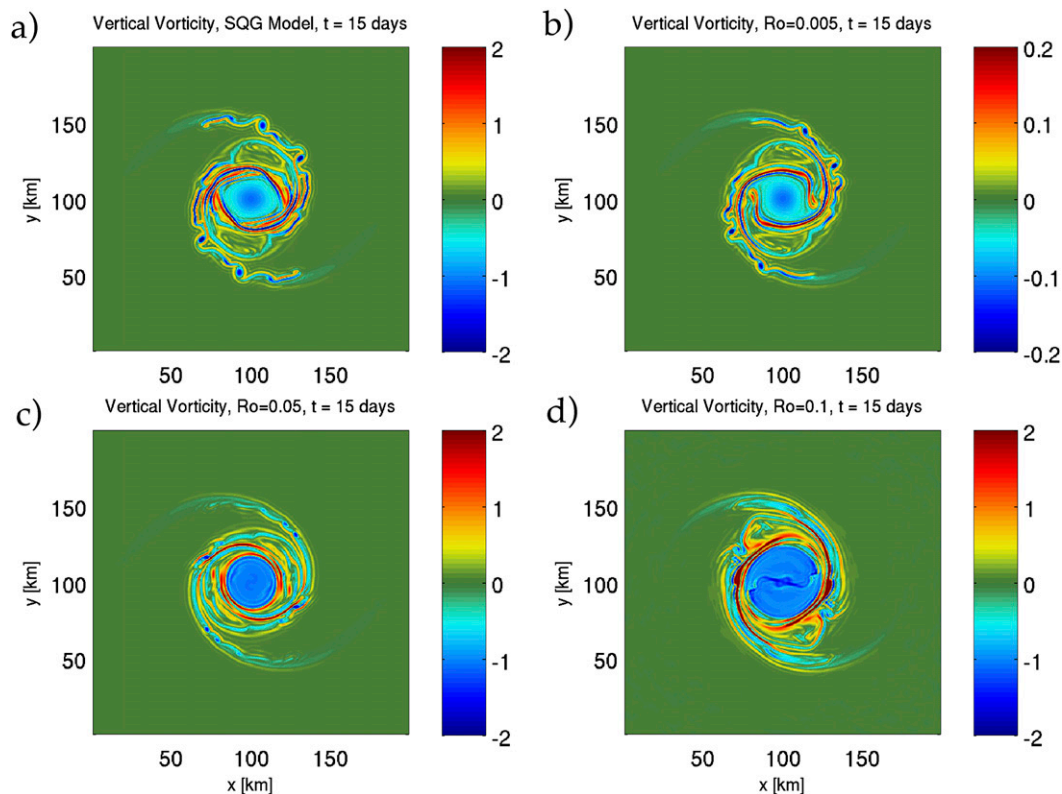 a)
Vertical Vorticity, SQG Model, t = 15 days
y [km]
150
100
50
50 100 150
2
1
0
-1
-2
b)
Vertical Vorticity, Ro=0.005, t = 15 days
y [km]
150
100
50
50 100 150
0.2
0.1
0
-0.1
-0.2
c)
Vertical Vorticity, Ro=0.05, t = 15 days
y [km]
150
100
50
50 100 150
x [km]
2
1
0
-1
-2
d)
Vertical Vorticity, Ro=0.1, t = 15 days
y [km]
150
100
50
50 100 150
x [km]
2
1
0
-1
-2